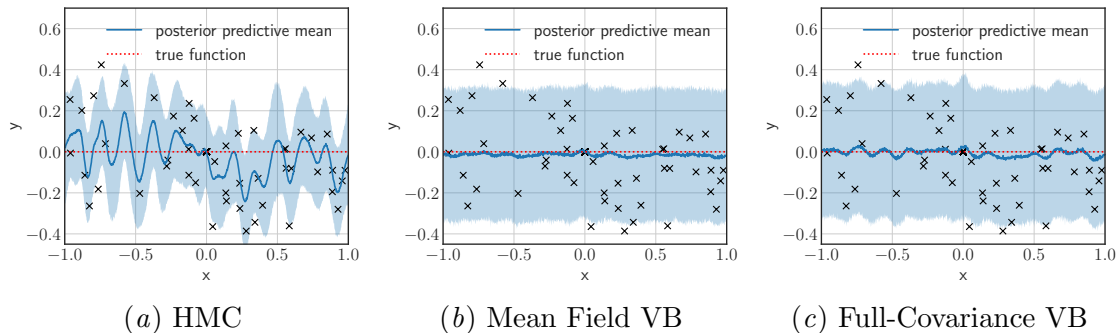 0.6
0.4
0.2
0.0
−0.2
−0.4
y
posterior predictive mean
true function
−1.0 −0.5 0.0 0.5 1.0
x
(a) HMC
0.6
0.4
0.2
0.0
−0.2
−0.4
y
posterior predictive mean
true function
−1.0 −0.5 0.0 0.5 1.0
x
(b) Mean Field VB
0.6
0.4
0.2
0.0
−0.2
−0.4
y
posterior predictive mean
true function
−1.0 −0.5 0.0 0.5 1.0
x
(c) Full-Covariance VB